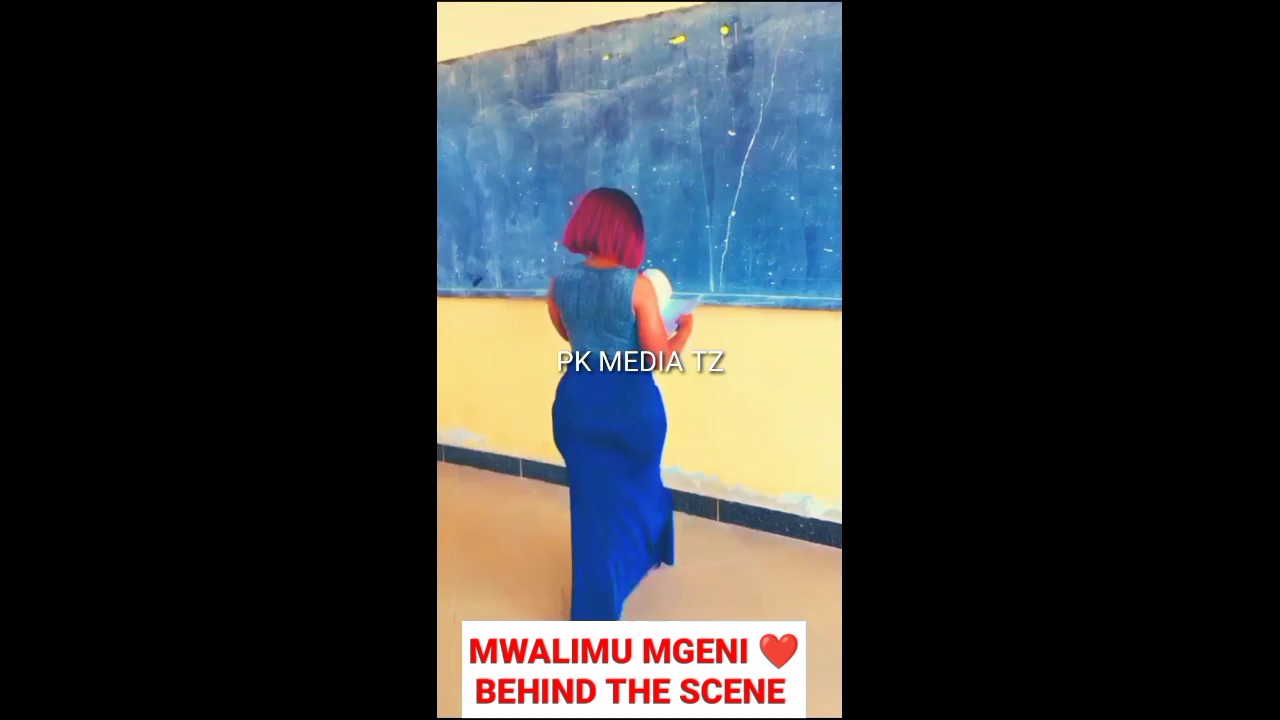 PK MEDIA TZ
MWALIMU MGENI ❤️
BEHIND THE SCENE